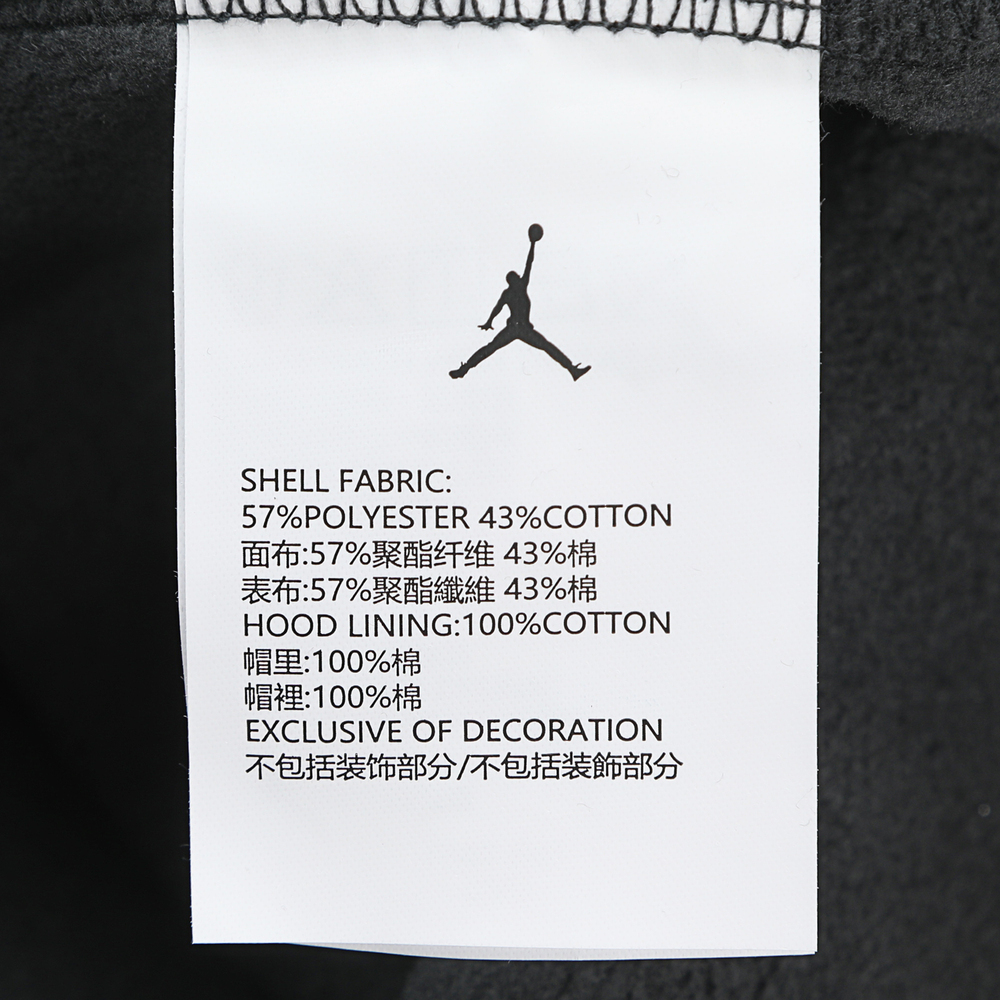 SHELL FABRIC:
57%POLYESTER 43%COTTON
面布:57%聚酯纤维 43%棉
表布:57%聚酯纖維 43%棉
HOOD LINING:100%COTTON
帽里:100%棉
帽裡:100%棉
EXCLUSIVE OF DECORATION
不包括装饰部分/不包括装飾部分